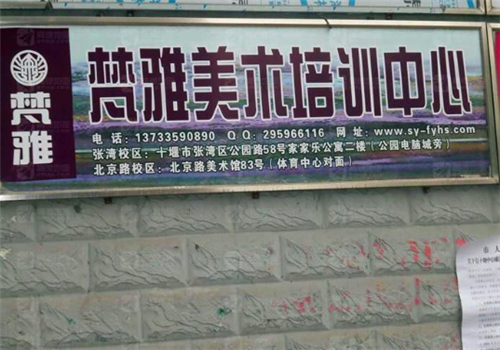 梵雅
梵雅美术培训中心
电话：13733590890 QQ：295966116 网址：www.sy-fyhs.com
张湾校区：十堰市张湾区公园路58号家家乐公寓二楼（公园电脑城旁）
北京路校区：北京路美术馆83号（体育中心对面）